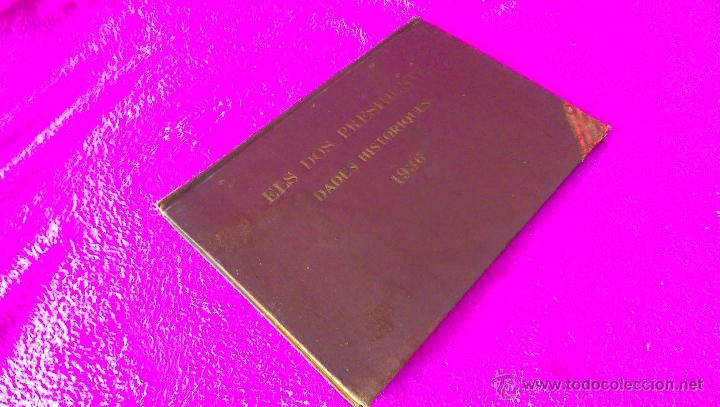 ELS DOS PRESIDENTS
DADES HISTORIQUES
1936
© www.todocoleccion.net